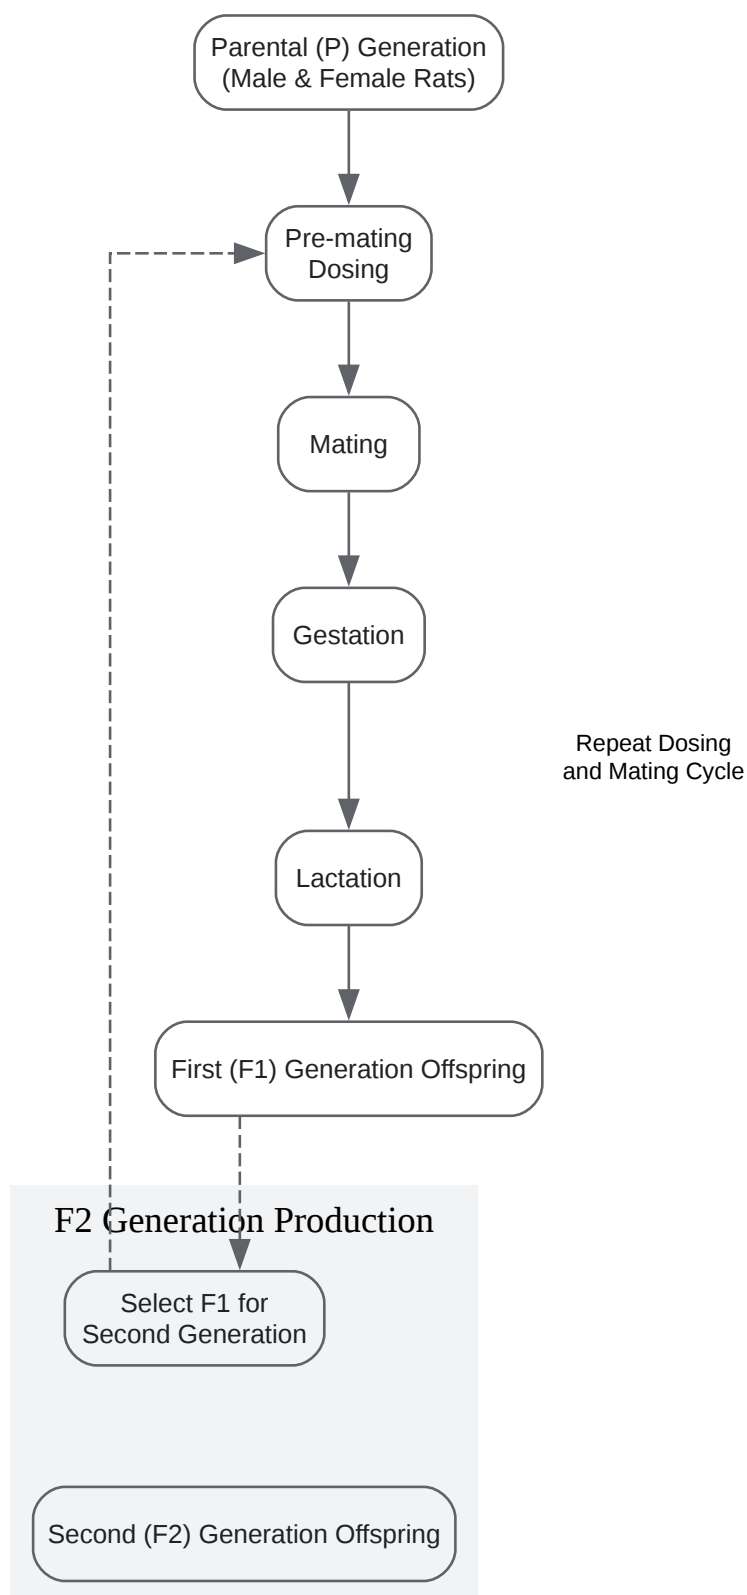 Parental (P) Generation
(Male & Female Rats)
Pre-mating
Dosing
Mating
Gestation
Repeat Dosing
and Mating Cycle
Lactation
First (F1) Generation Offspring
F2 Generation Production
Select F1 for
Second Generation
Second (F2) Generation Offspring